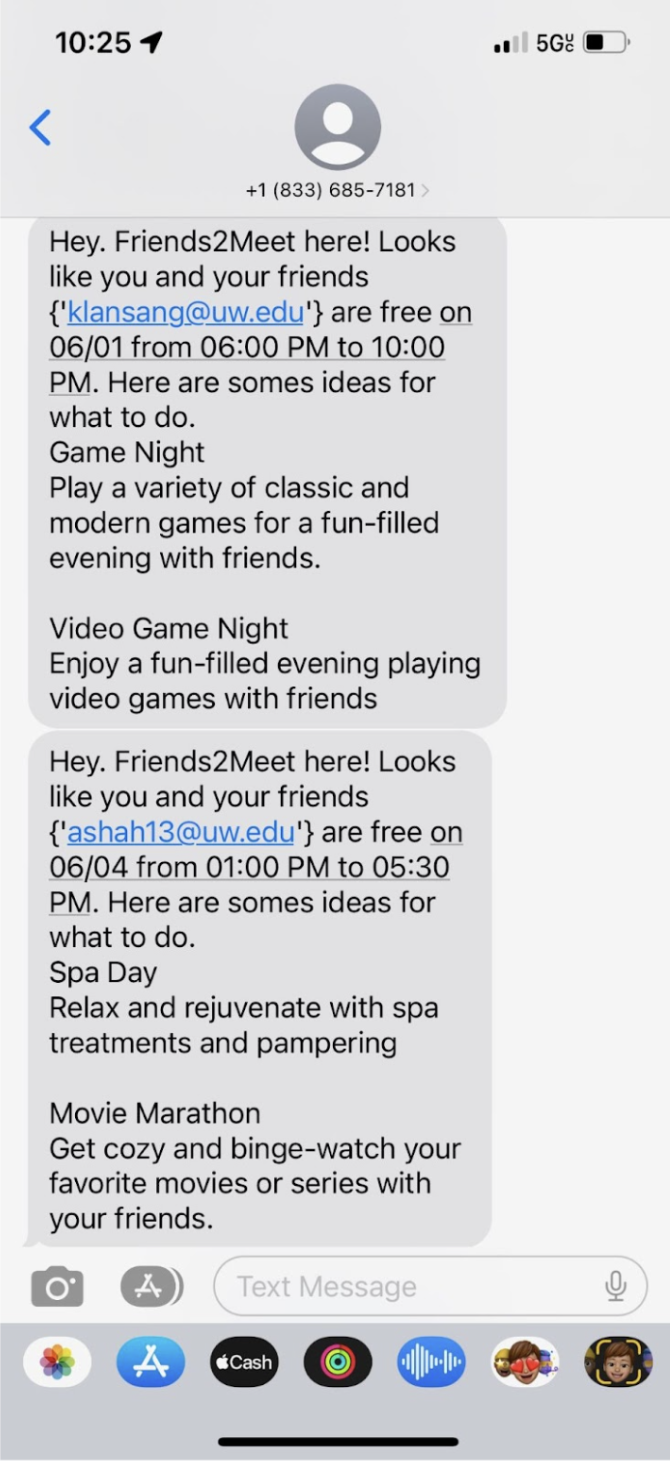 10:25
5G UC
+1 (833) 685-7181
Hey. Friends2Meet here! Looks
like you and your friends
{'klansang@uw.edu'} are free on
06/01 from 06:00 PM to 10:00
PM. Here are somes ideas for
what to do.
Game Night
Play a variety of classic and
modern games for a fun-filled
evening with friends.
Video Game Night
Enjoy a fun-filled evening playing
video games with friends
Hey. Friends2Meet here! Looks
like you and your friends
{'ashah13@uw.edu'} are free on
06/04 from 01:00 PM to 05:30
PM. Here are somes ideas for
what to do.
Spa Day
Relax and rejuvenate with spa
treatments and pampering
Movie Marathon
Get cozy and binge-watch your
favorite movies or series with
your friends.
Text Message
Cash